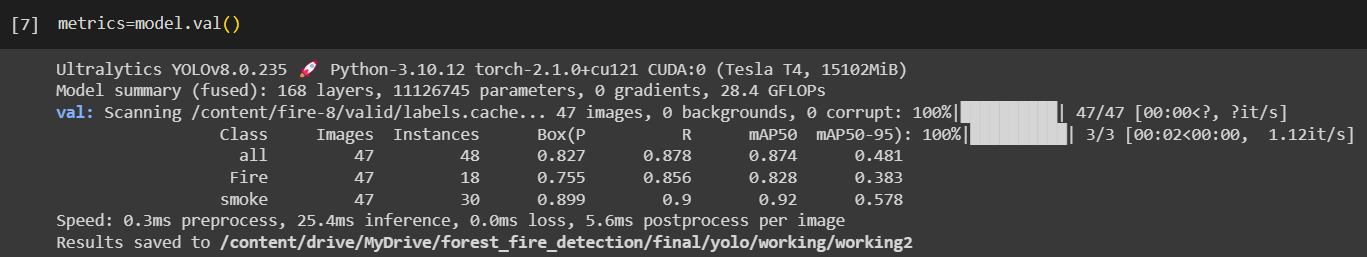 [7] metrics=model.val()
Ultralytics YOLOv8.0.235 🚀 Python-3.10.12 torch-2.1.0+cu121 CUDA:0 (Tesla T4, 15102MiB)
Model summary (fused): 168 layers, 11126745 parameters, 0 gradients, 28.4 GFLOPs
val: Scanning /content/fire-8/valid/labels.cache... 47 images, 0 backgrounds, 0 corrupt: 100%|██████████| 47/47 [00:00<?, ?it/s]
Class Images Instances Box(P R mAP50 mAP50-95): 100%|██████████| 3/3 [00:02<00:00, 1.12it/s]
all 47 48 0.827 0.878 0.874 0.481
Fire 47 18 0.755 0.856 0.828 0.383
smoke 47 30 0.899 0.9 0.92 0.578
Speed: 0.3ms preprocess, 25.4ms inference, 0.0ms loss, 5.6ms postprocess per image
Results saved to /content/drive/MyDrive/forest_fire_detection/final/yolo/working/working2